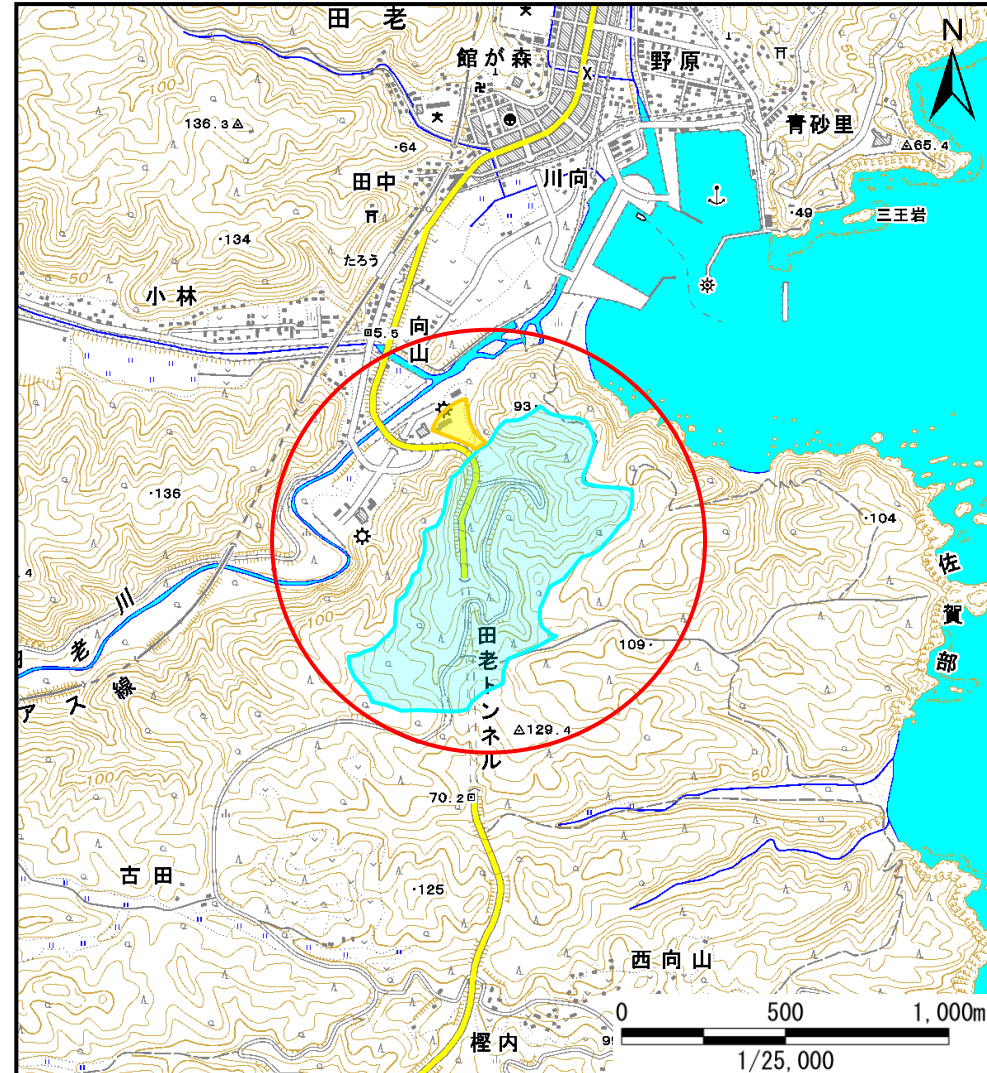 田老
N
館が森
野原
青砂里
136.3
64
65.4
田中
川向
49
三王岩
134
50
たろう
小林
5.5
向山
93
136
104
佐賀部
100
田老川
109
田老トンネル
129.4
アス線
100
50
70.2
古田
125
西向山
樫内
0 500 1,000m
1/25,000